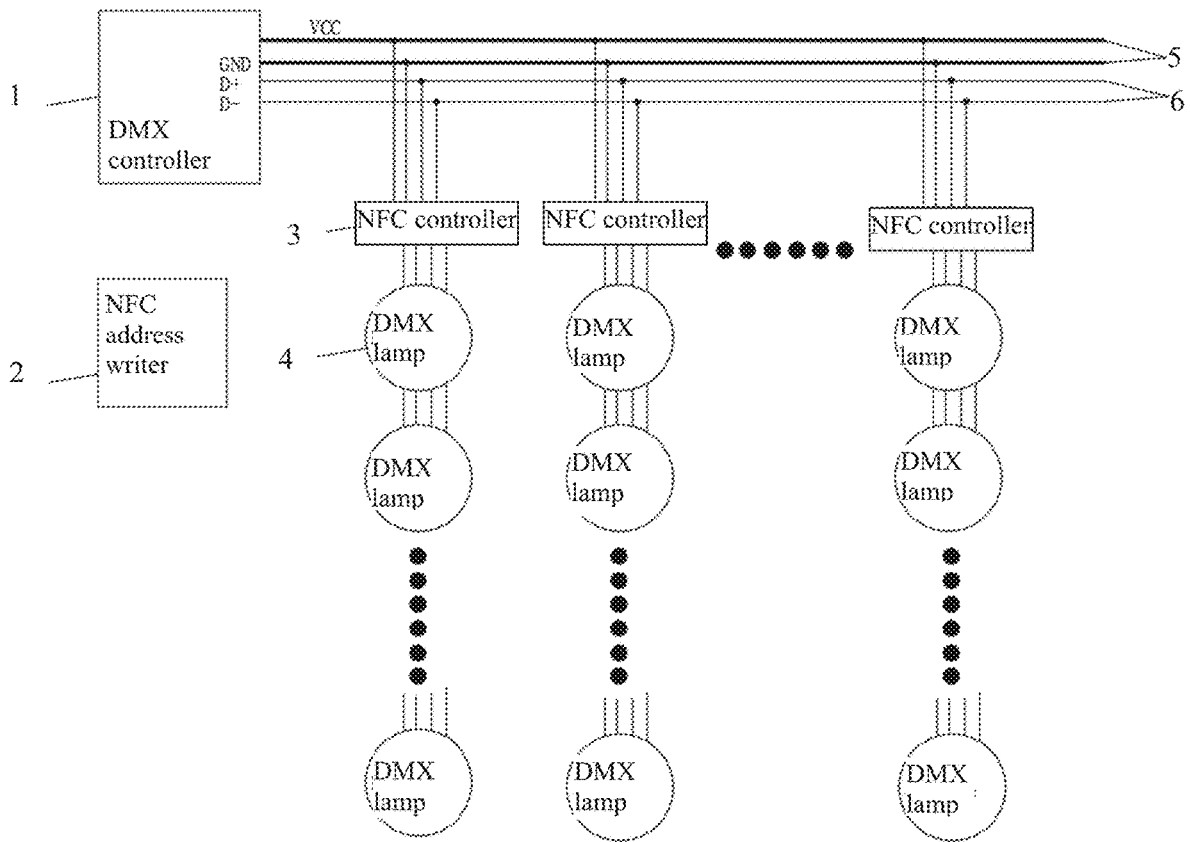 VCC
GND
D+
D-
5
6
1
DMX
controller
3
NFC controller
NFC controller
NFC controller
NFC
address
writer
2
4
DMX
lamp
DMX
lamp
DMX
lamp
DMX
lamp
DMX
lamp
DMX
lamp
DMX
lamp
DMX
lamp
DMX
lamp